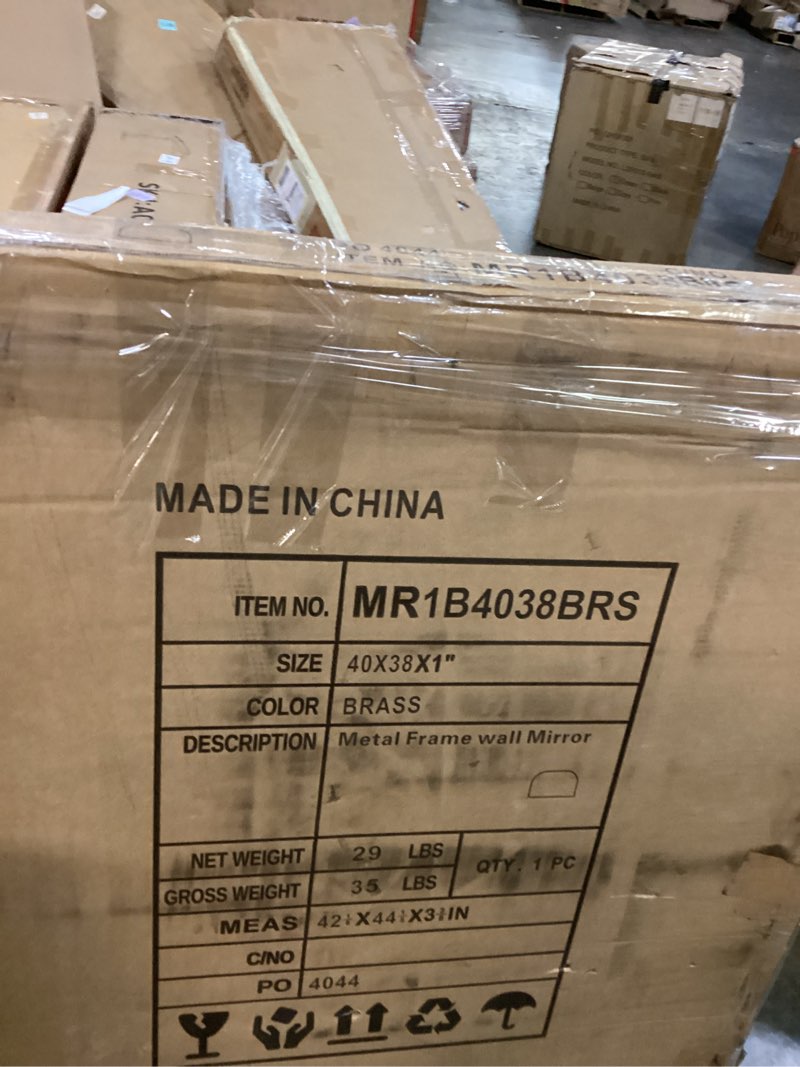 MADE IN CHINA
ITEM NO. MR1B4038BRS
SIZE 40X38X1"
COLOR BRASS
DESCRIPTION Metal Frame wall Mirror
NET WEIGHT 29 LBS
QTY. 1 PC
GROSS WEIGHT 35 LBS
MEAS
C/NO
PO 4044